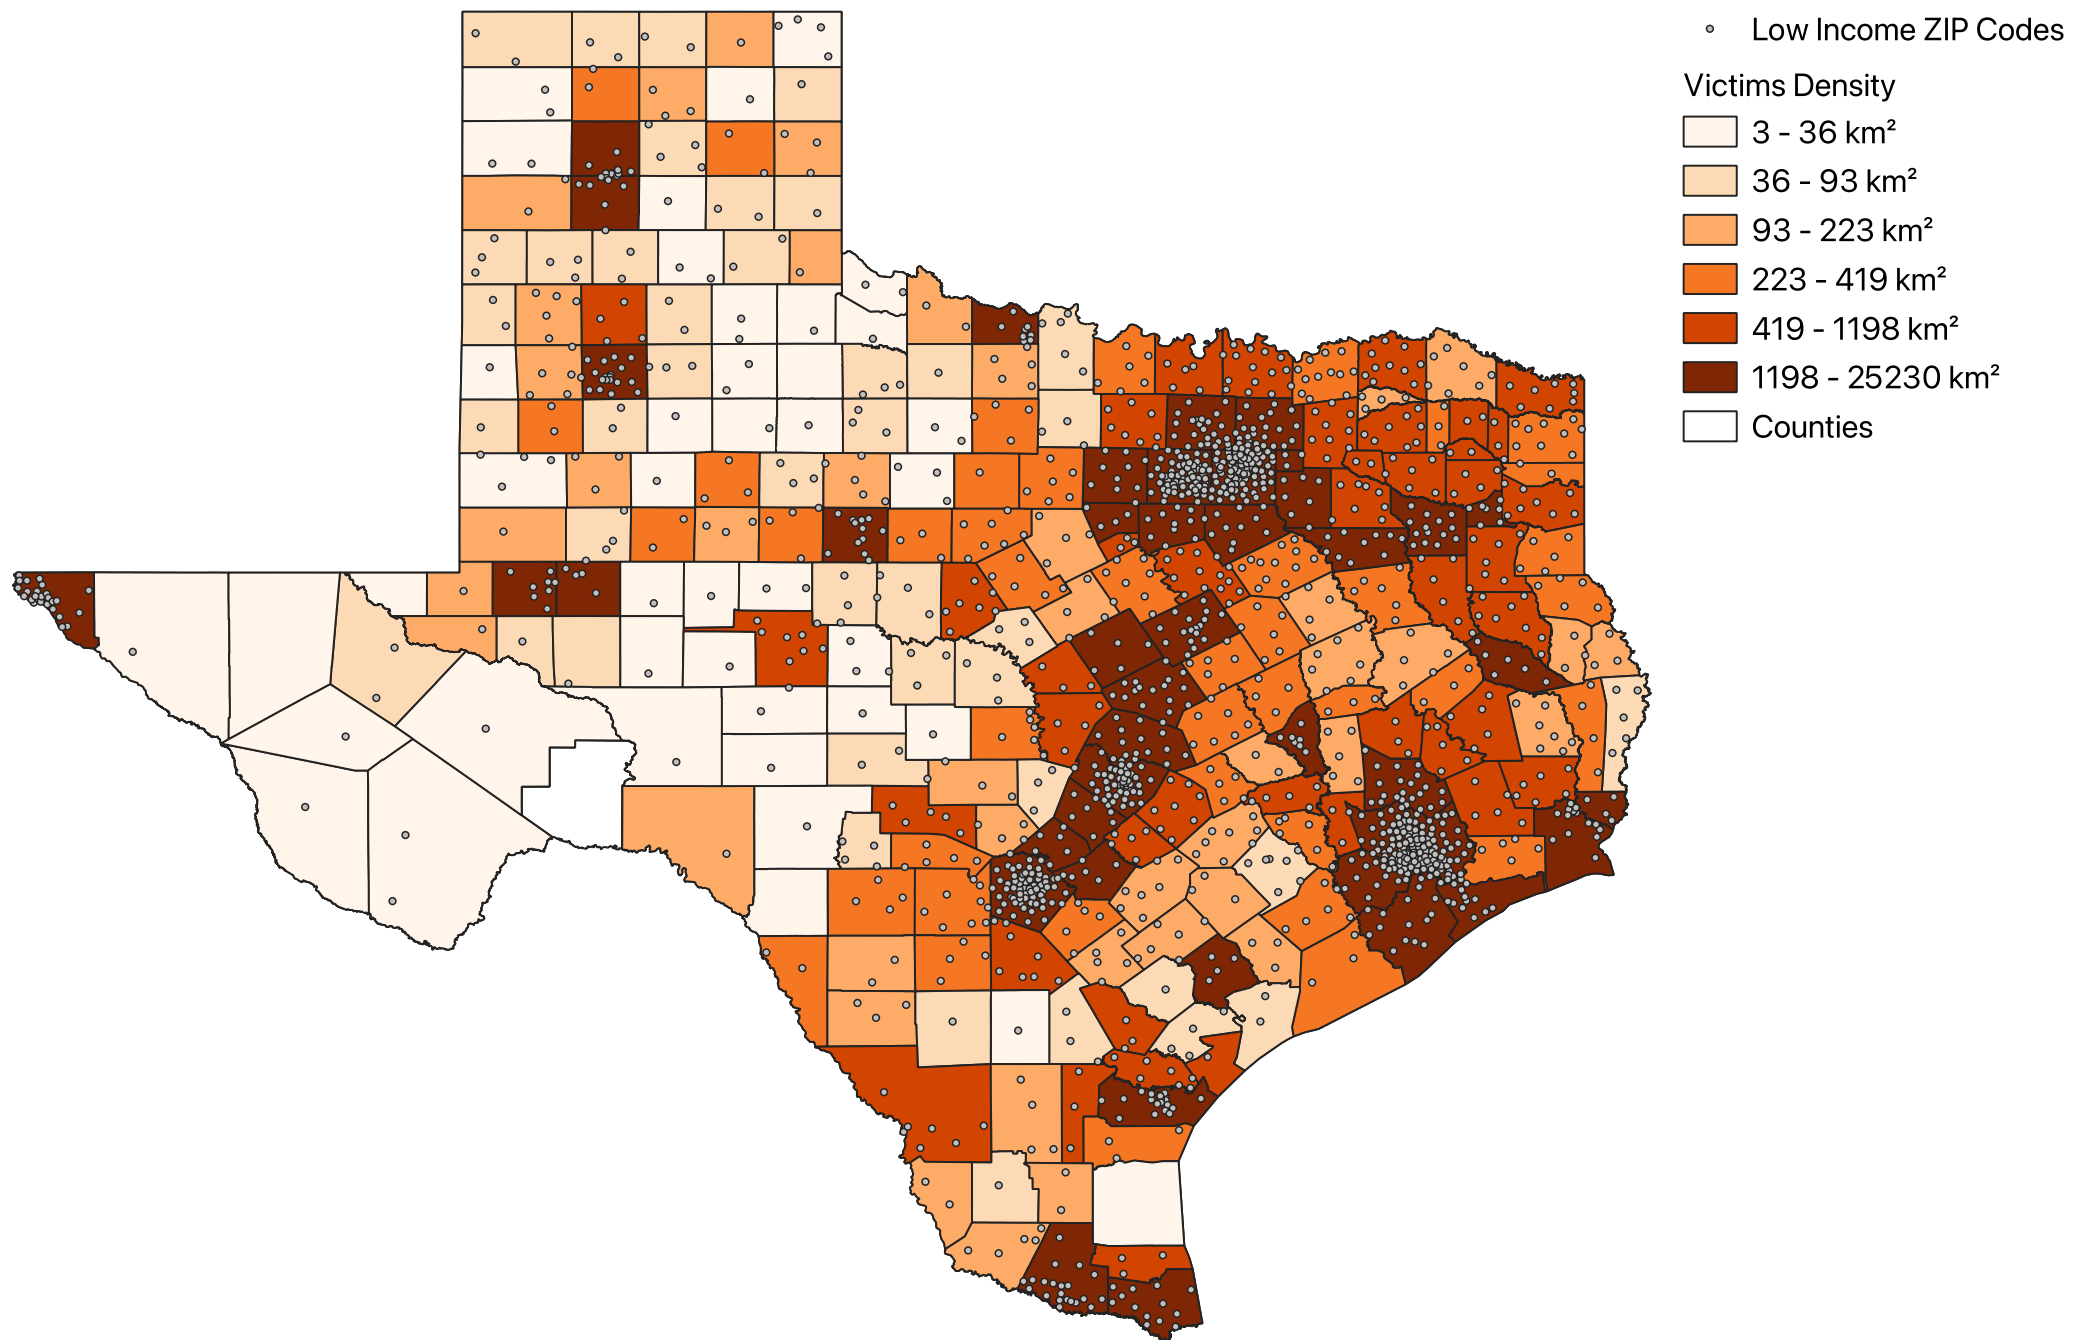 Low Income ZIP Codes
Victims Density
3 - 36 km²
36 - 93 km²
93 - 223 km²
223 - 419 km²
419 - 1198 km²
1198 - 25230 km²
Counties